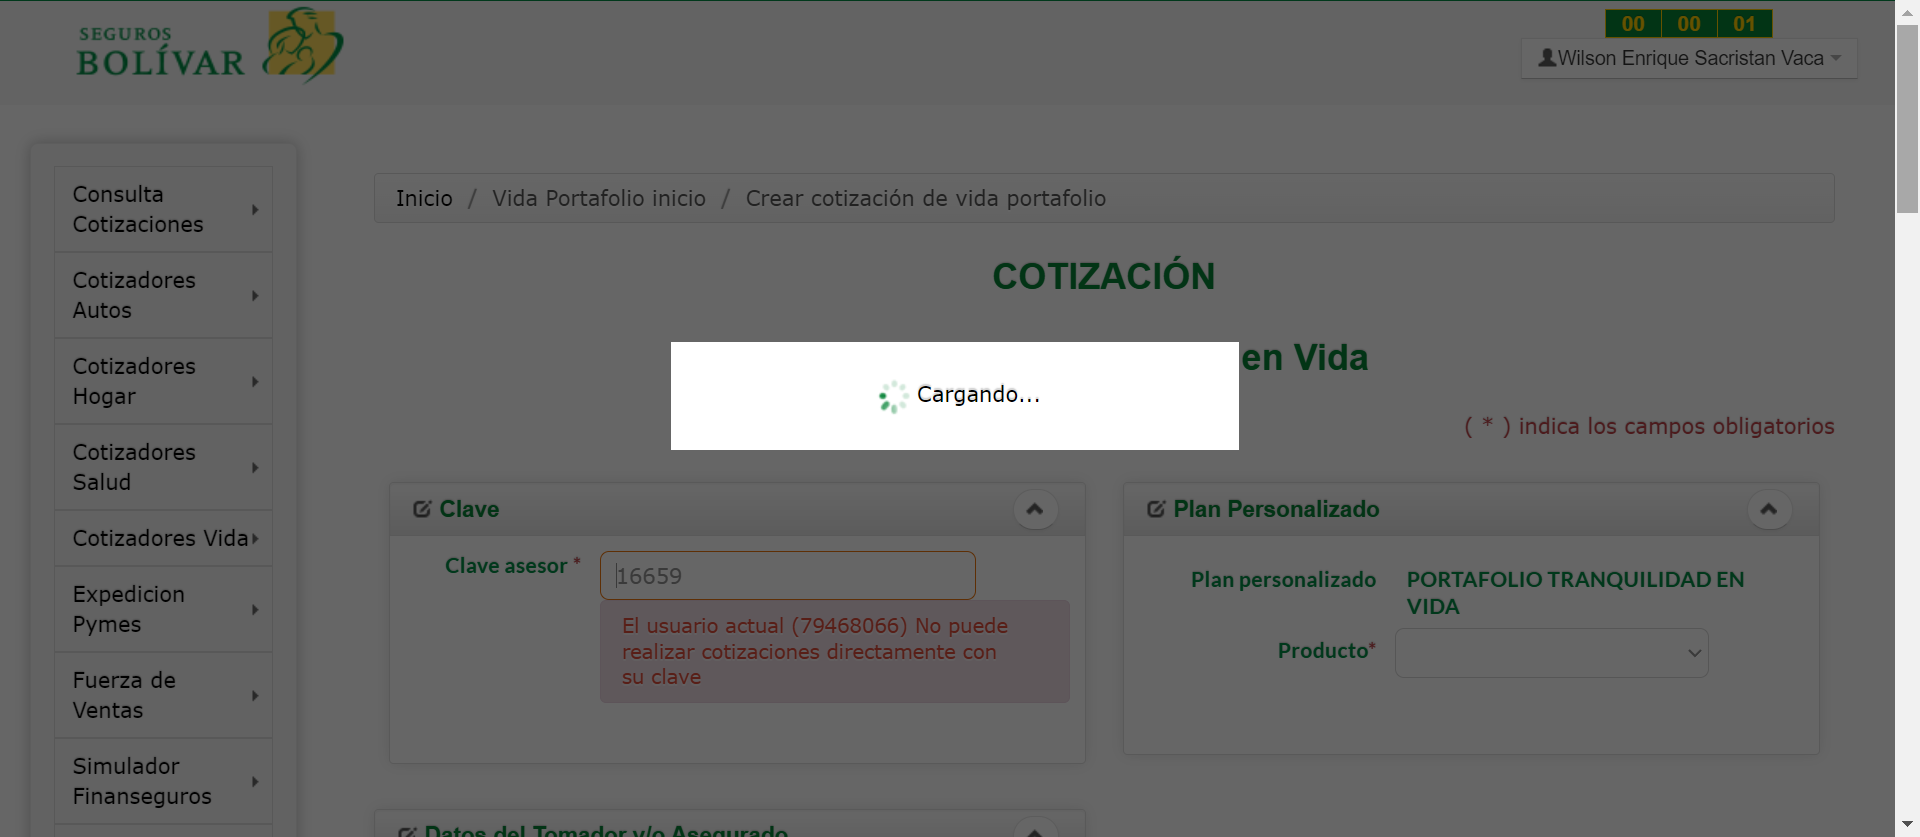 SEGUROS
BOLÍVAR
00 00 01
Wilson Enrique Sacristan Vaca
Consulta
Cotizaciones
Cotizadores
Autos
Cotizadores
Hogar
Cotizadores
Salud
Cotizadores Vida
Expedicion
Pymes
Fuerza de
Ventas
Simulador
Finanseguros
Inicio / Vida Portafolio inicio / Crear cotización de vida portafolio
COTIZACIÓN
en Vida
Cargando...
( * ) indica los campos obligatorios
Clave
Clave asesor *
16659
El usuario actual (79468066) No puede
realizar cotizaciones directamente con
su clave
Plan Personalizado
Plan personalizado
PORTAFOLIO TRANQUILIDAD EN
VIDA
Producto*
Datos del Tomador y/o Asegurado